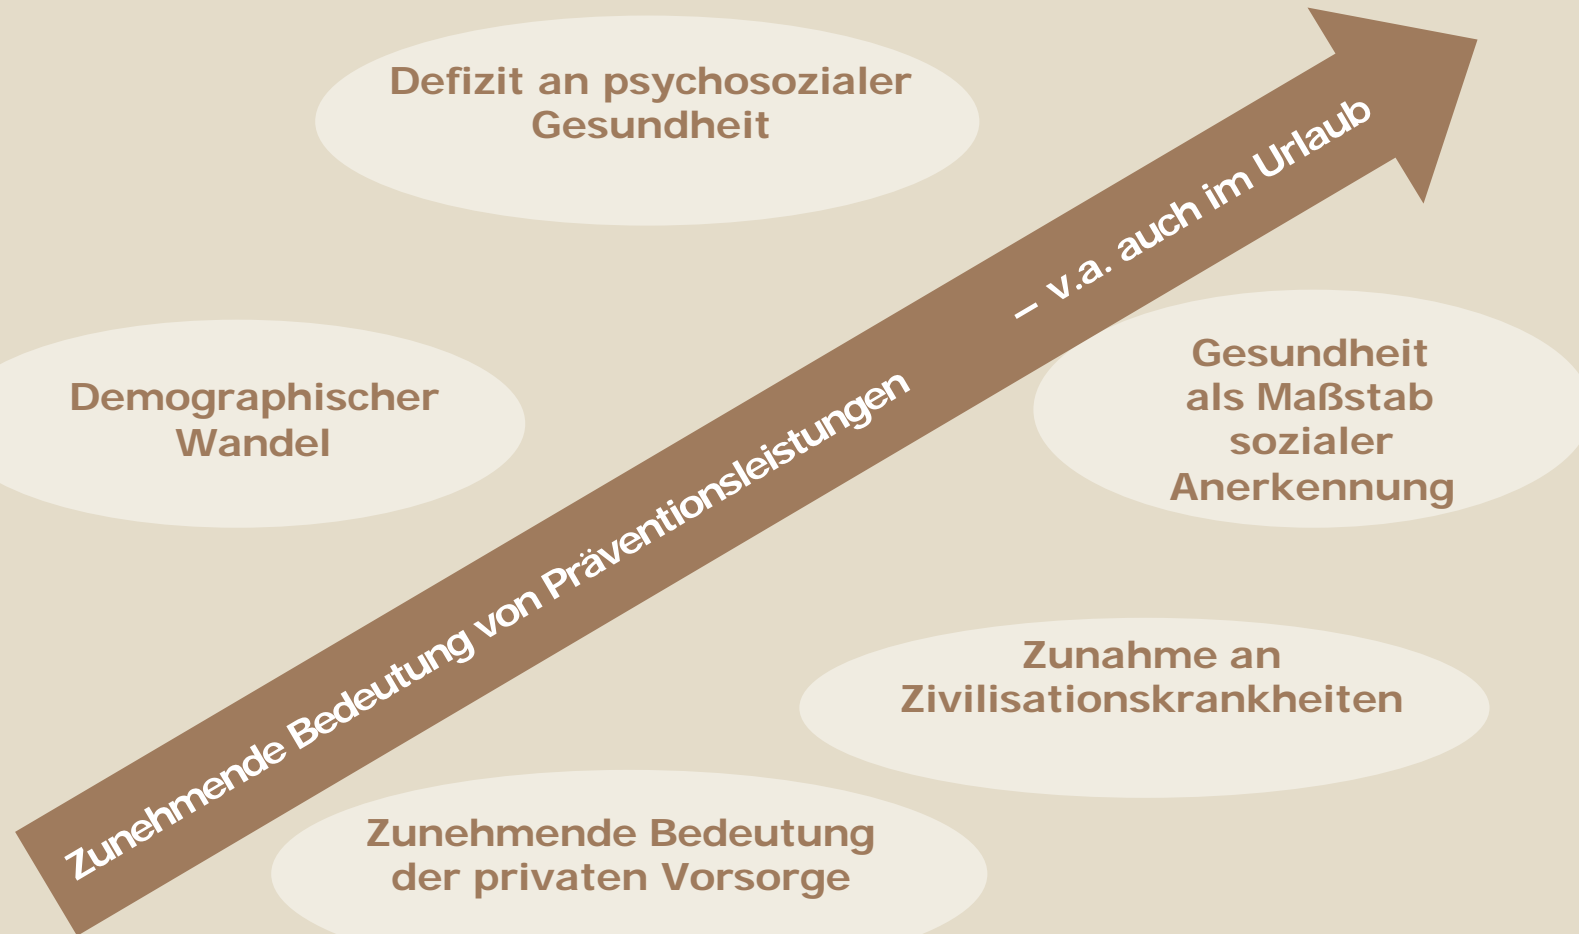 Defizit an psychosozialer
Gesundheit
Demographischer
Wandel
Zunehmende Bedeutung von Präventionsleistungen – v.a. auch im Urlaub
Gesundheit
als Maßstab
sozialer
Anerkennung
Zunahme an
Zivilisationskrankheiten
Zunehmende Bedeutung
der privaten Vorsorge